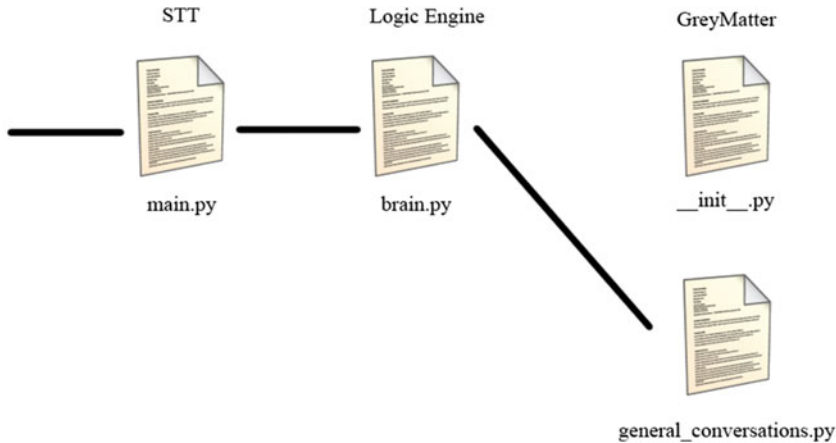 STT
Logic Engine
GreyMatter
main.py
brain.py
__init__.py
general_conversations.py